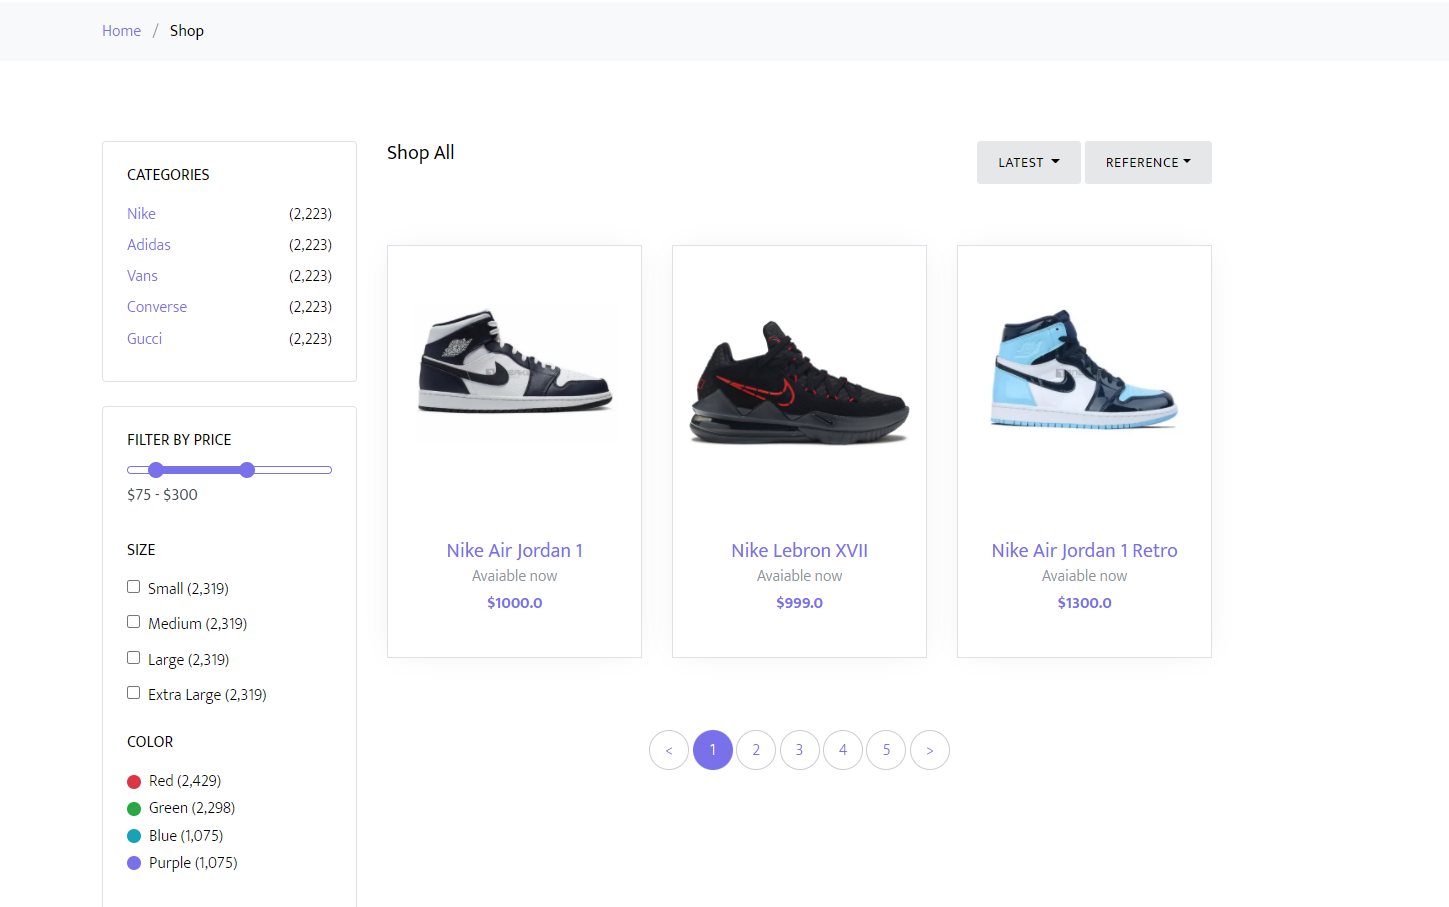 Home / Shop
CATEGORIES
Nike (2,223)
Adidas (2,223)
Vans (2,223)
Converse (2,223)
Gucci (2,223)
FILTER BY PRICE
$75 - $300
SIZE
Small (2,319)
Medium (2,319)
Large (2,319)
Extra Large (2,319)
COLOR
Red (2,429)
Green (2,298)
Blue (1,075)
Purple (1,075)
Shop All
LATEST
REFERENCE
Nike Air Jordan 1
Avaiable now
$1000.0
Nike Lebron XVII
Avaiable now
$999.0
Nike Air Jordan 1 Retro
Avaiable now
$1300.0
< 1 2 3 4 5 >